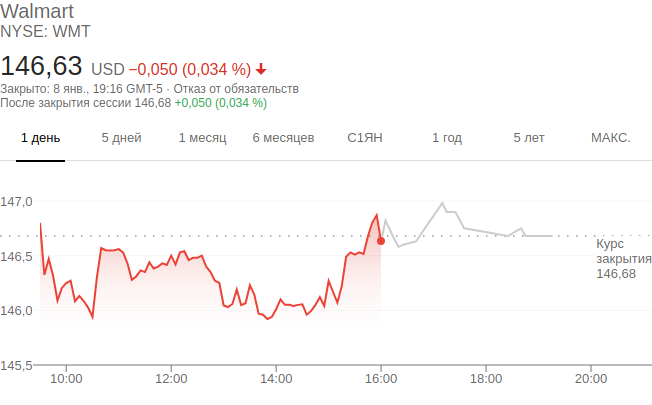 Walmart
NYSE: WMT
146,63 USD −0,050 (0,034 %)
Закрыто: 8 янв., 19:16 GMT-5 · Отказ от обязательств
После закрытия сессии 146,68 +0,050 (0,034 %)
1 день 5 дней 1 месяц 6 месяцев С1ЯН 1 год 5 лет МАКС.
147,0
146,5
146,0
145,5
Курс
закрытия
146,68
10:00 12:00 14:00 16:00 18:00 20:00